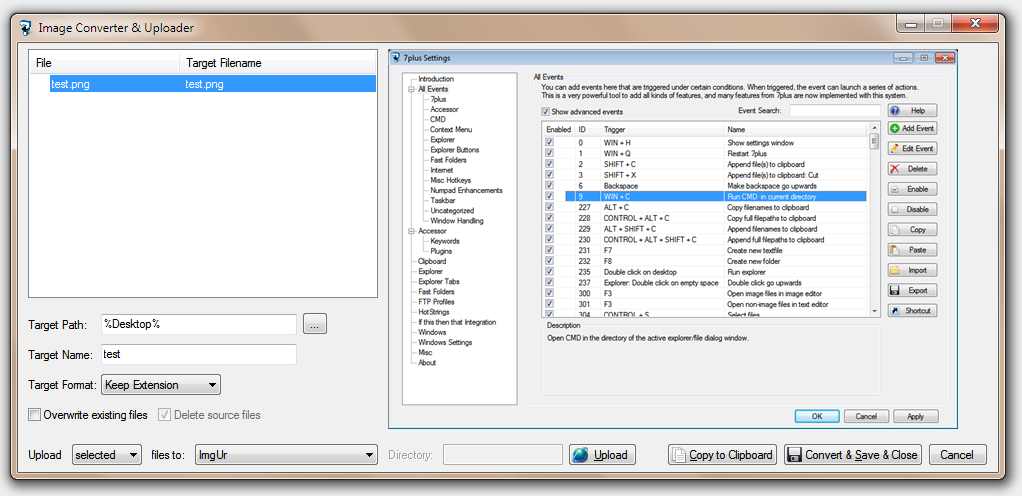 Image Converter & Uploader
File Target Filename
test.png test.png
Target Path: %Desktop% ...
Target Name: test
Target Format: Keep Extension
Overwrite existing files Delete source files
Upload selected files to: ImgUr Directory: Upload Copy to Clipboard Convert & Save & Close Cancel
7plus Settings
Introduction
All Events
7plus
Accessor
CMD
Context Menu
Explorer
Explorer Buttons
Fast Folders
Internet
Misc Hotkeys
Numpad Enhancements
Taskbar
Uncategorized
Window Handling
Accessor
Keywords
Plugins
Clipboard
Explorer
Explorer Tabs
Fast Folders
FTP Profiles
HotStrings
If this then that Integration
Windows
Windows Settings
Misc
About
All Events
You can add events here that are triggered under certain conditions. When triggered, the event can launch a series of actions.
This is a very powerful tool to add all kinds of features, and many features from 7plus are now implemented with this system.
Show advanced events Event Search:
Enabled ID Trigger Name
0 WIN + H Show settings window
1 WIN + Q Restart 7plus
2 SHIFT + C Append file(s) to clipboard
3 SHIFT + X Append file(s) to clipboard: Cut
6 Backspace Make backspace go upwards
9 WIN + C Run CMD in current directory
227 ALT + C Copy filenames to clipboard
228 CONTROL + ALT + C Copy full filepaths to clipboard
229 ALT + SHIFT + C Append filenames to clipboard
230 CONTROL + ALT + SHIFT + C Append full filepaths to clipboard
231 F7 Create new textfile
232 F8 Create new folder
235 Double click on desktop Run explorer
237 Explorer: Double click on empty space Double click go upwards
300 F3 Open image files in image editor
301 F3 Open non-image files in text editor
304 CONTROL + S Select files
Help
Add Event
Edit Event
Delete
Enable
Disable
Copy
Paste
Import
Export
Shortcut
Description
Open CMD in the directory of the active explorer/file dialog window.
OK Cancel Apply